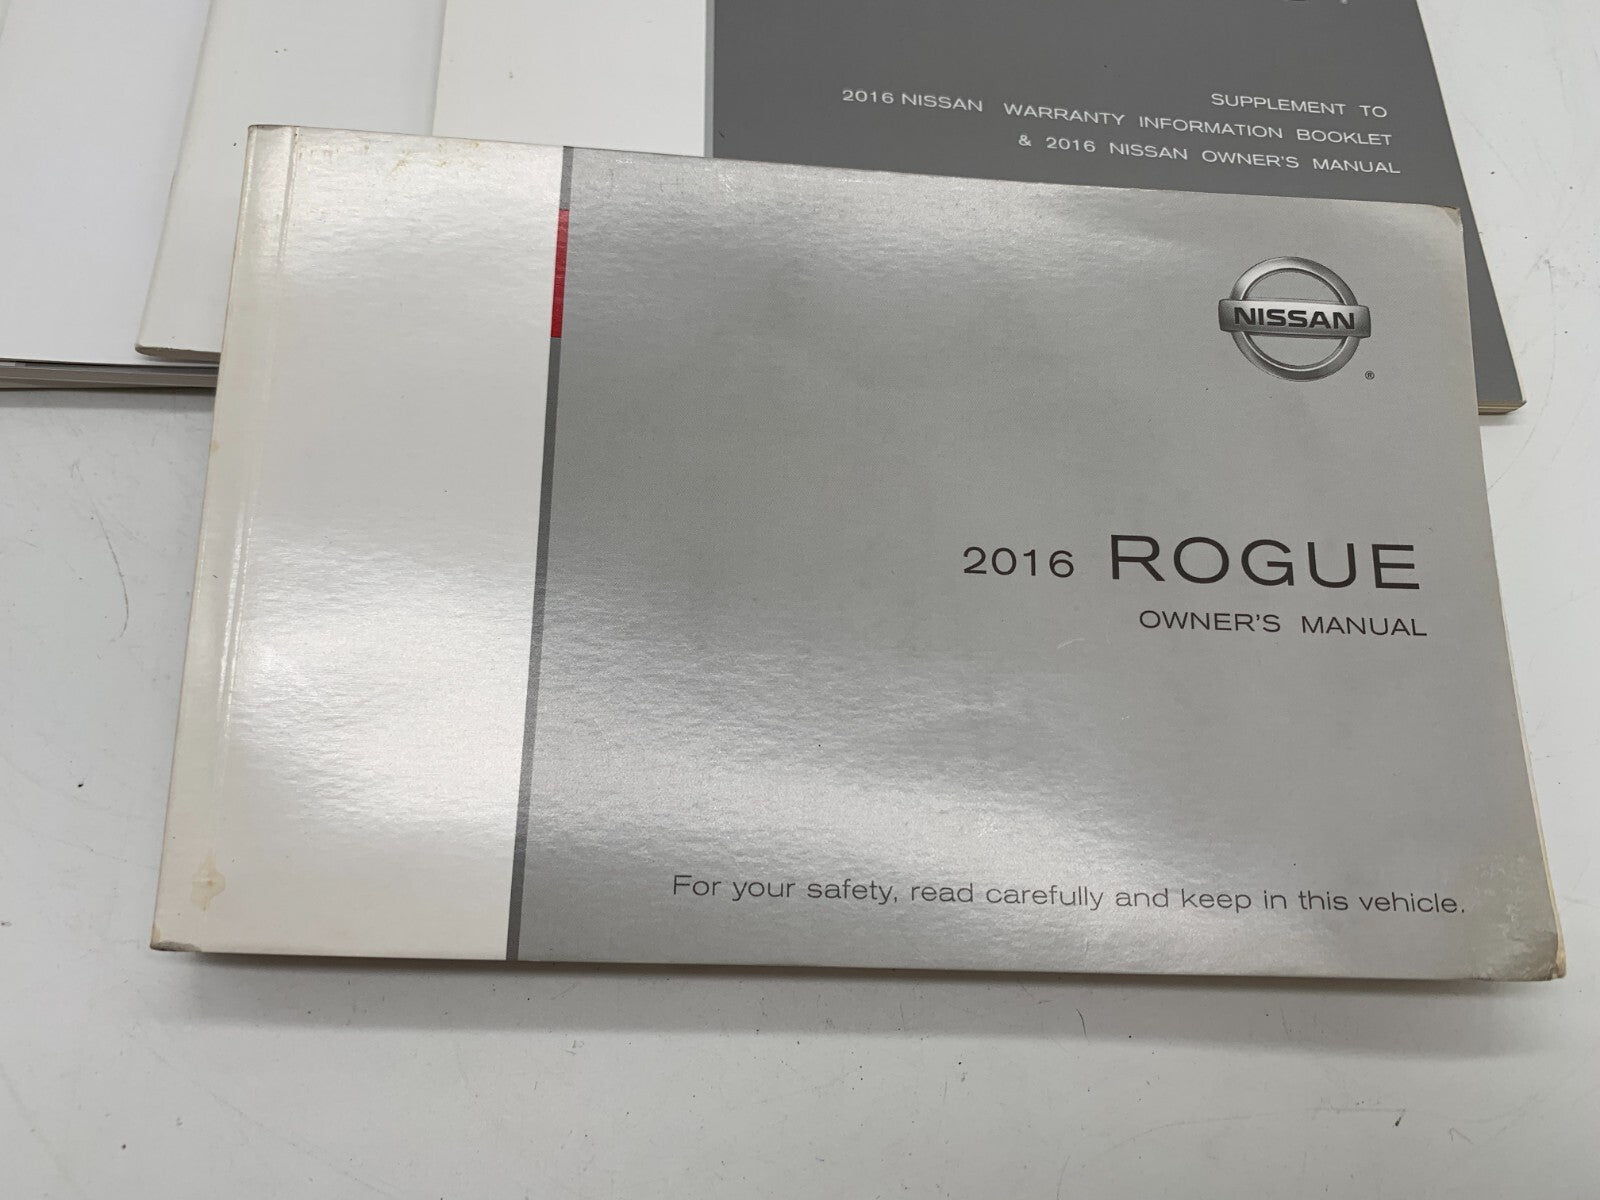 SUPPLEMENT TO
2016 NISSAN WARRANTY INFORMATION BOOKLET
& 2016 NISSAN OWNER'S MANUAL
NISSAN
®
2016 ROGUE
OWNER'S MANUAL
For your safety, read carefully and keep in this vehicle.